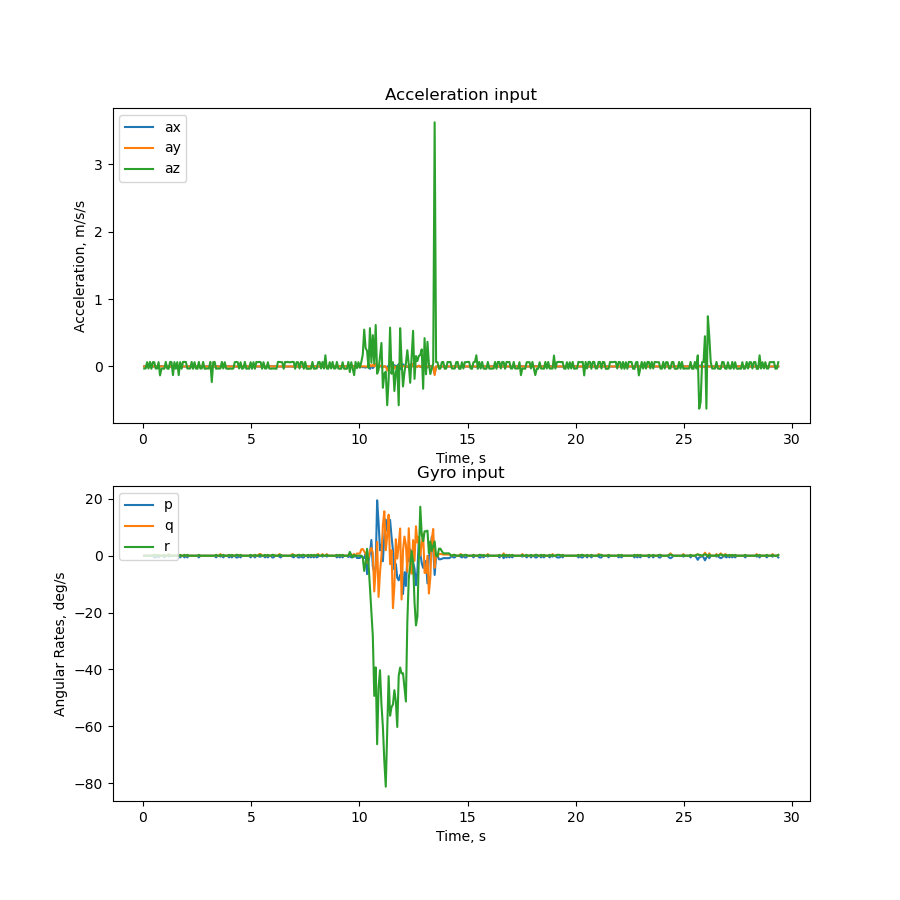 Acceleration input
ax
ay
az
3
2
1
0
Acceleration, m/s/s
0 5 10 15 20 25 30
Time, s
Gyro input
p
q
r
20
0
−20
−40
−60
−80
Angular Rates, deg/s
0 5 10 15 20 25 30
Time, s